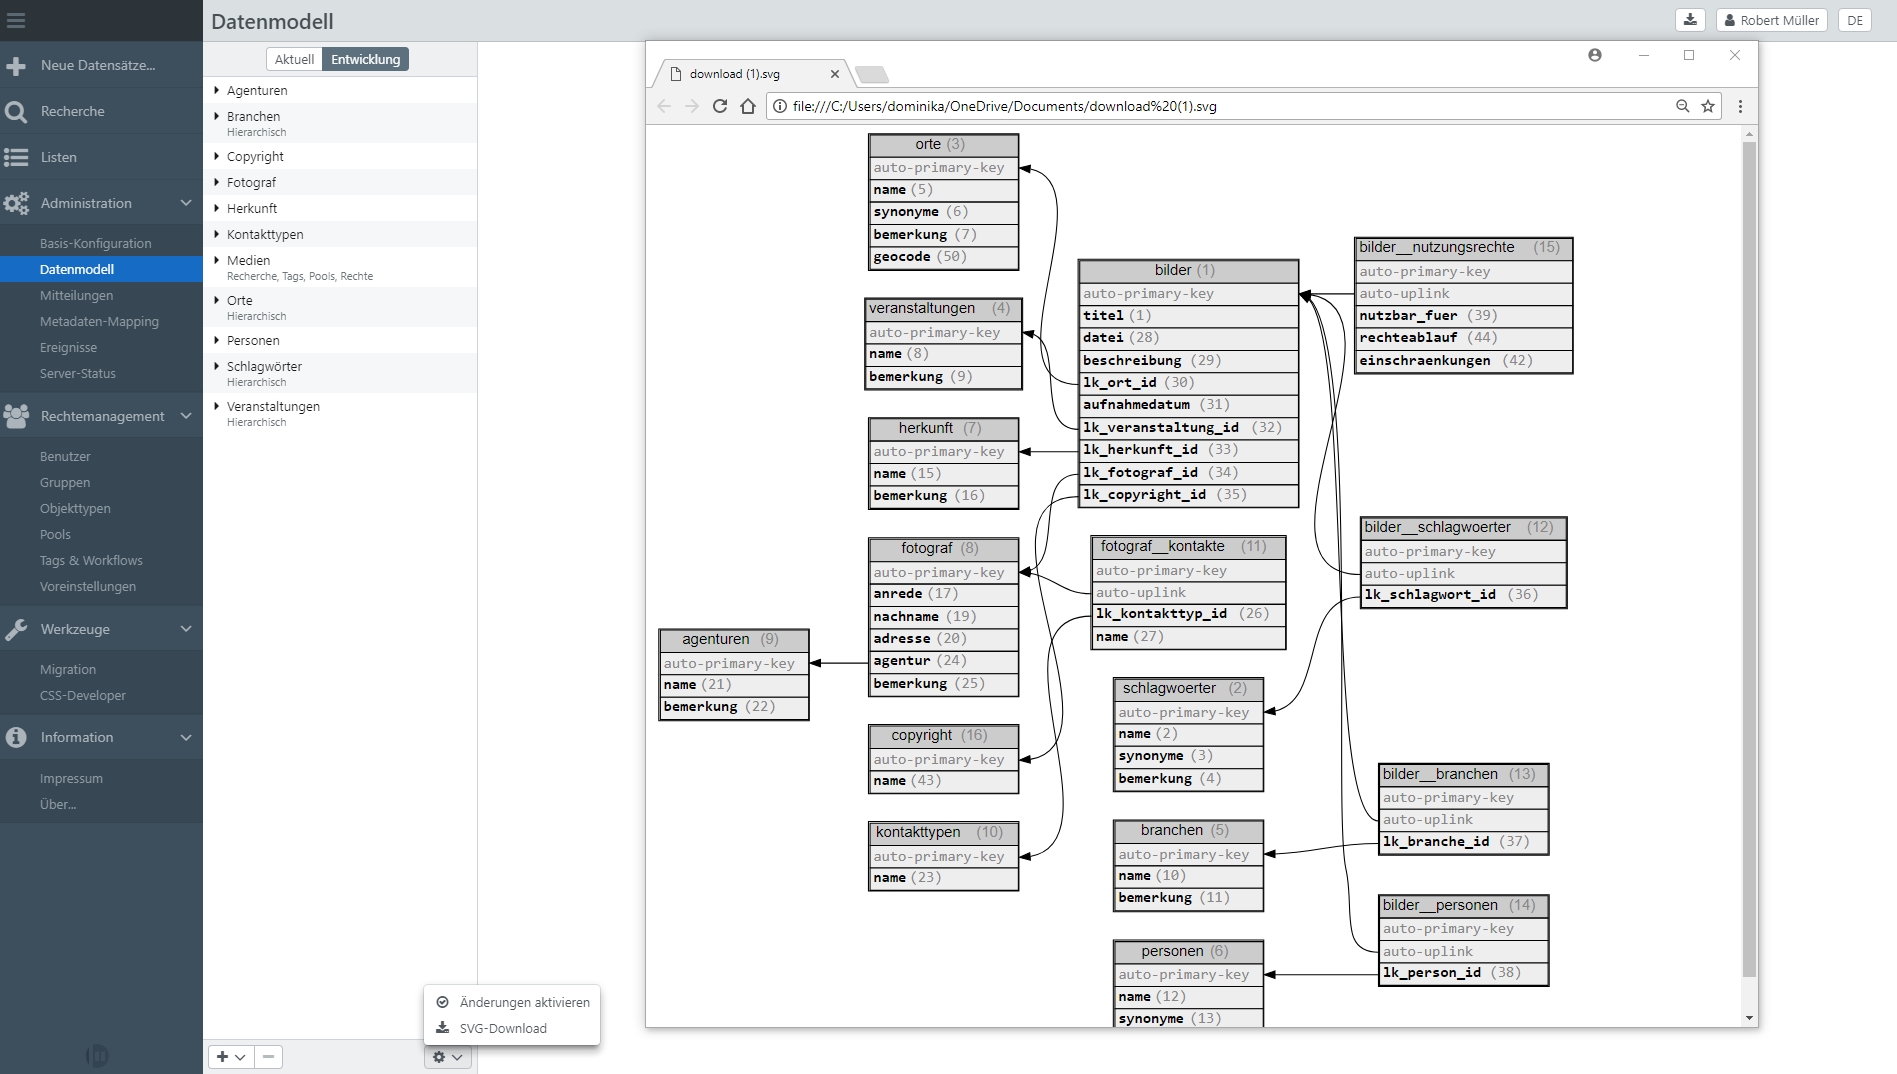 Datenmodell
Robert Müller
DE
Neue Datensätze...
Recherche
Listen
Administration
Basis-Konfiguration
Datenmodell
Mitteilungen
Metadaten-Mapping
Ereignisse
Server-Status
Rechtemanagement
Benutzer
Gruppen
Objekttypen
Pools
Tags & Workflows
Voreinstellungen
Werkzeuge
Migration
CSS-Developer
Information
Impressum
Über...
Aktuell
Entwicklung
Agenturen
Branchen
Hierarchisch
Copyright
Fotograf
Herkunft
Kontakttypen
Medien
Recherche, Tags, Pools, Rechte
Orte
Hierarchisch
Personen
Schlagwörter
Hierarchisch
Veranstaltungen
Hierarchisch
Änderungen aktivieren
SVG-Download
download (1).svg
file:///C:/Users/dominika/OneDrive/Documents/download%20(1).svg
orte (3)
auto-primary-key
name (5)
synonyme (6)
bemerkung (7)
geocode (50)
veranstaltungen (4)
auto-primary-key
name (8)
bemerkung (9)
herkunft (7)
auto-primary-key
name (15)
bemerkung (16)
fotograf (8)
auto-primary-key
anrede (17)
nachname (19)
adresse (20)
agentur (24)
bemerkung (25)
agenturen (9)
auto-primary-key
name (21)
bemerkung (22)
copyright (16)
auto-primary-key
name (43)
kontakttypen (10)
auto-primary-key
name (23)
bilder (1)
auto-primary-key
titel (1)
datei (28)
beschreibung (29)
lk_ort_id (30)
aufnahmedatum (31)
lk_veranstaltung_id (32)
lk_herkunft_id (33)
lk_fotograf_id (34)
lk_copyright_id (35)
fotograf__kontakte (11)
auto-primary-key
auto-uplink
lk_kontakttyp_id (26)
name (27)
schlagwoerter (2)
auto-primary-key
name (2)
synonyme (3)
bemerkung (4)
branchen (5)
auto-primary-key
name (10)
bemerkung (11)
personen (6)
auto-primary-key
name (12)
synonyme (13)
bilder__nutzungsrechte (15)
auto-primary-key
auto-uplink
nutzbar_fuer (39)
rechteablauf (44)
einschraenkungen (42)
bilder__schlagwoerter (12)
auto-primary-key
auto-uplink
lk_schlagwort_id (36)
bilder__branchen (13)
auto-primary-key
auto-uplink
lk_branche_id (37)
bilder__personen (14)
auto-primary-key
auto-uplink
lk_person_id (38)